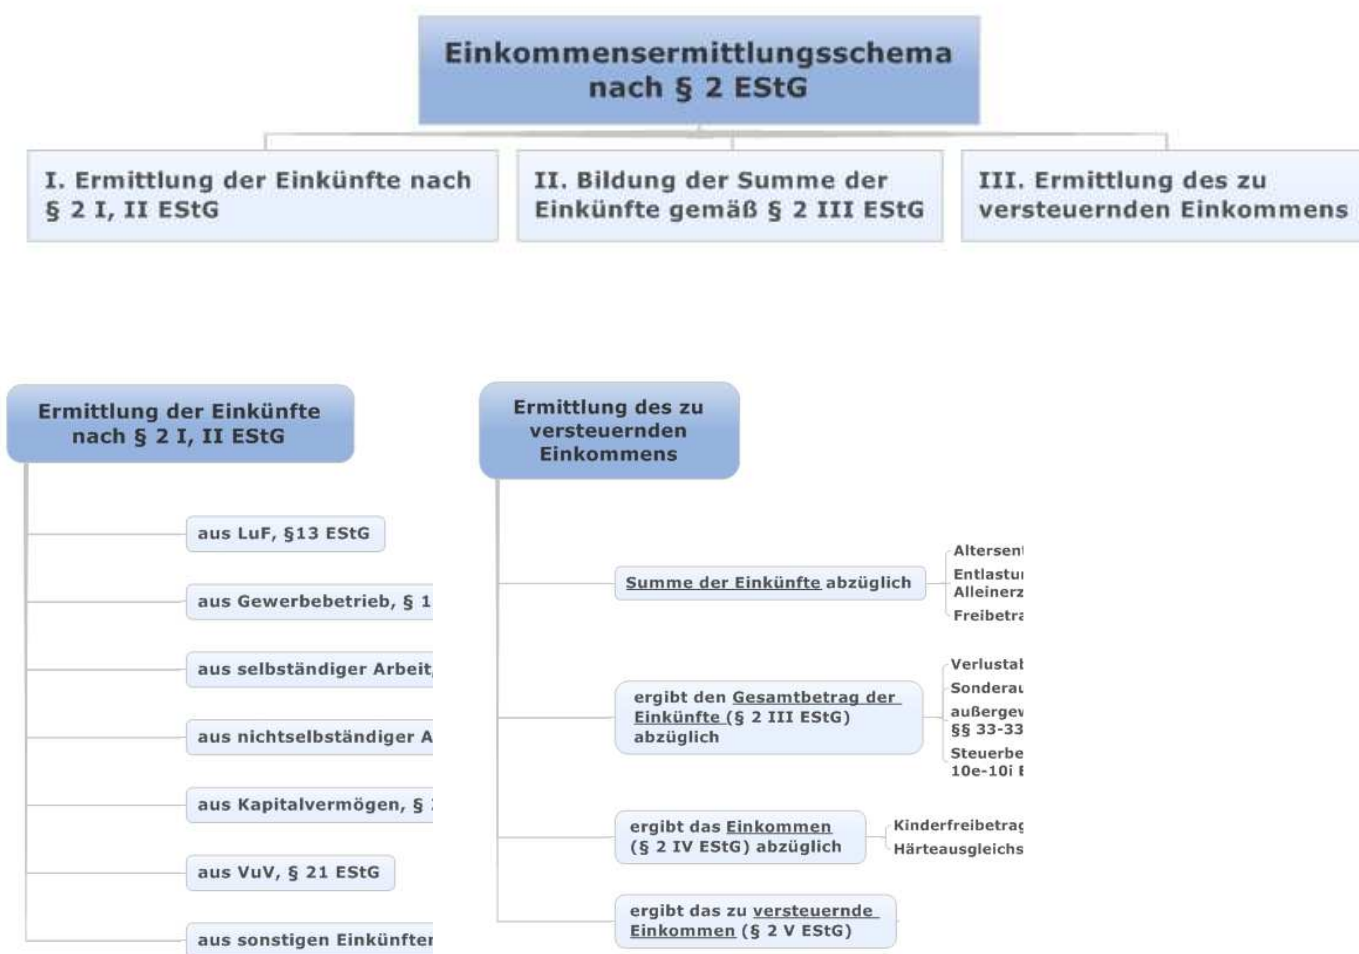 Einkommensermittlungsschema
nach § 2 EStG
I. Ermittlung der Einkünfte nach
§ 2 I, II EStG
II. Bildung der Summe der
Einkünfte gemäß § 2 III EStG
III. Ermittlung des zu
versteuernden Einkommens
Ermittlung der Einkünfte
nach § 2 I, II EStG
aus LuF, §13 EStG
aus Gewerbebetrieb, § 1
aus selbständiger Arbeit,
aus nichtselbständiger A
aus Kapitalvermögen, §
aus VuV, § 21 EStG
aus sonstigen Einkünften
Ermittlung des zu
versteuernden
Einkommens
Summe der Einkünfte abzüglich
Altersent
Entlastu
Alleinerz
Freibetra
ergibt den Gesamtbetrag der
Einkünfte (§ 2 III EStG)
abzüglich
Verlustab
Sonderau
außergev
§§ 33-33
Steuerbe
10e-10i E
ergibt das Einkommen
(§ 2 IV EStG) abzüglich
Kinderfreibetrag
Härteausgleichs
ergibt das zu versteuernde
Einkommen (§ 2 V EStG)